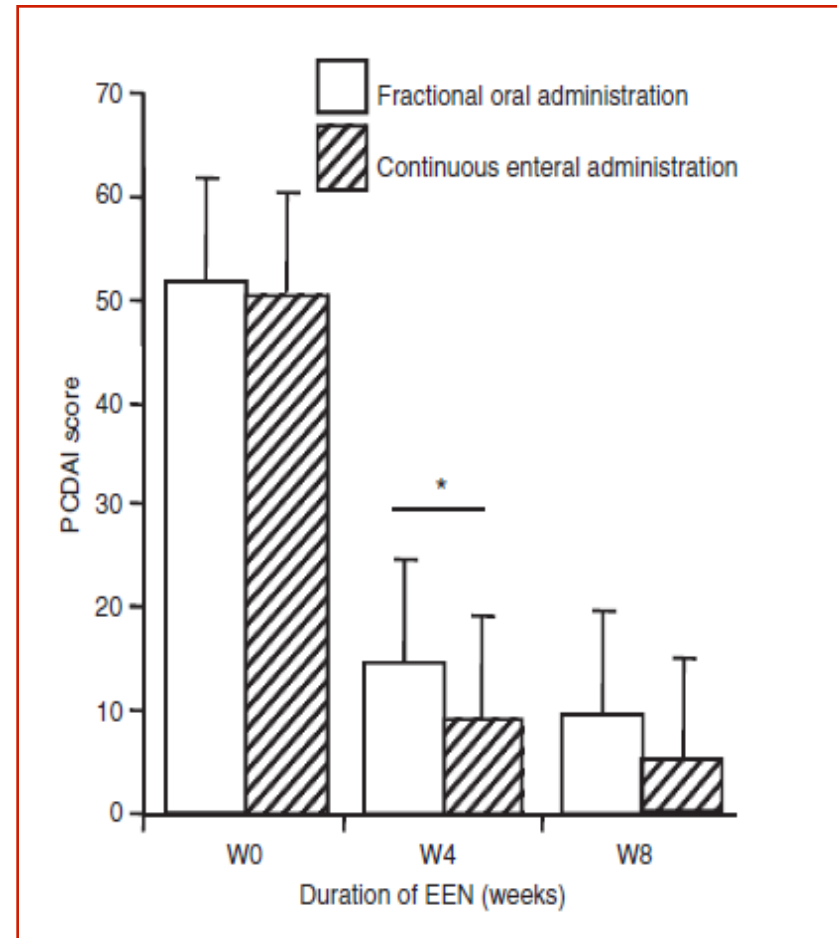 Fractional oral administration
Continuous enteral administration
70
60
50
40
30
20
10
0
PCDAI score
*
W0 W4 W8
Duration of EEN (weeks)